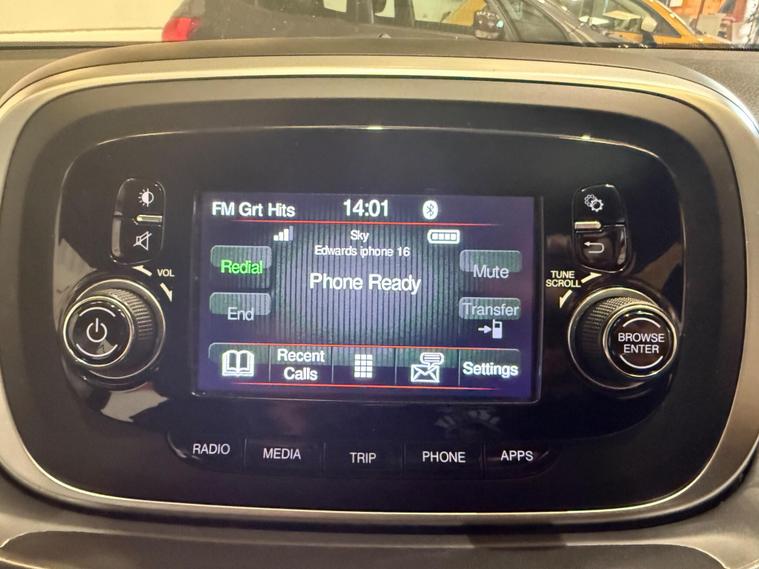 FM Grt Hits 14:01
Sky
Edwards iphone 16
Redial
Phone Ready
Mute
End
Transfer
Recent
Calls
Settings
VOL
TUNE
SCROLL
BROWSE
ENTER
RADIO MEDIA TRIP PHONE APPS